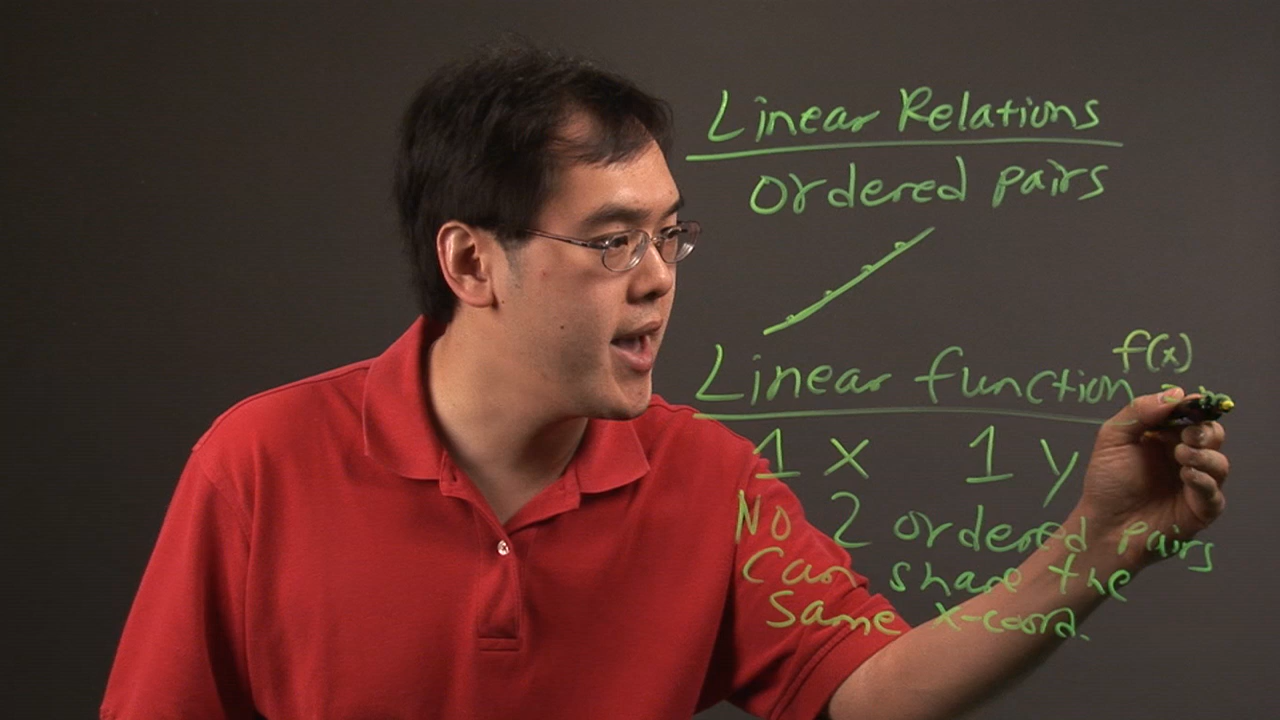 Linear Relations
ordered pairs
f(x)
Linear function
1 x 1 y
No 2 ordered pairs
Can share the
Same x-coord.